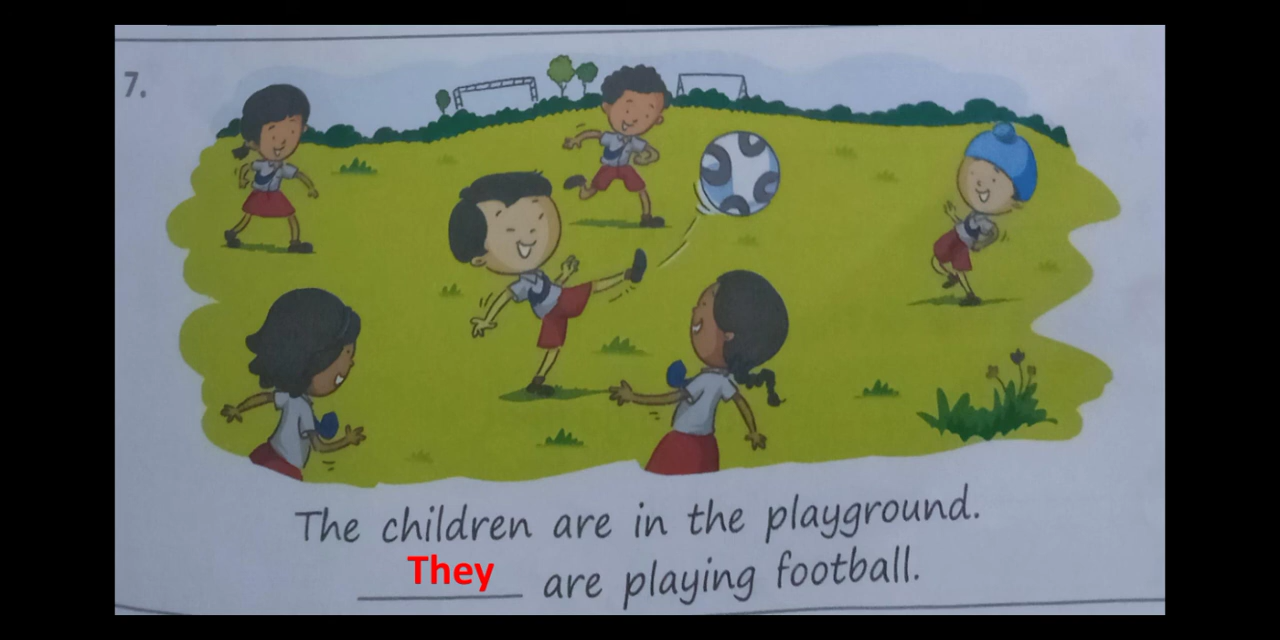 7.
The children are in the playground.
They are playing football.